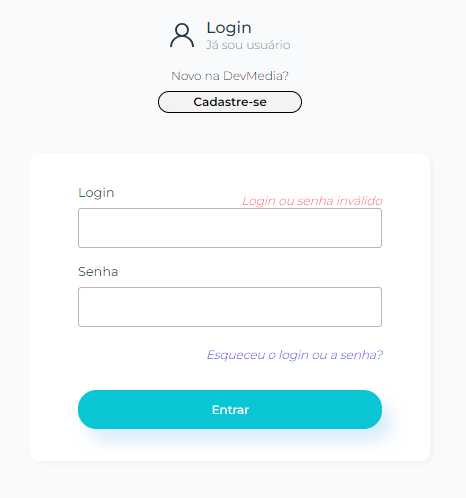 Login
Já sou usuário
Novo na DevMedia?
Cadastre-se
Login
Login ou senha inválido
Senha
Esqueceu o login ou a senha?
Entrar